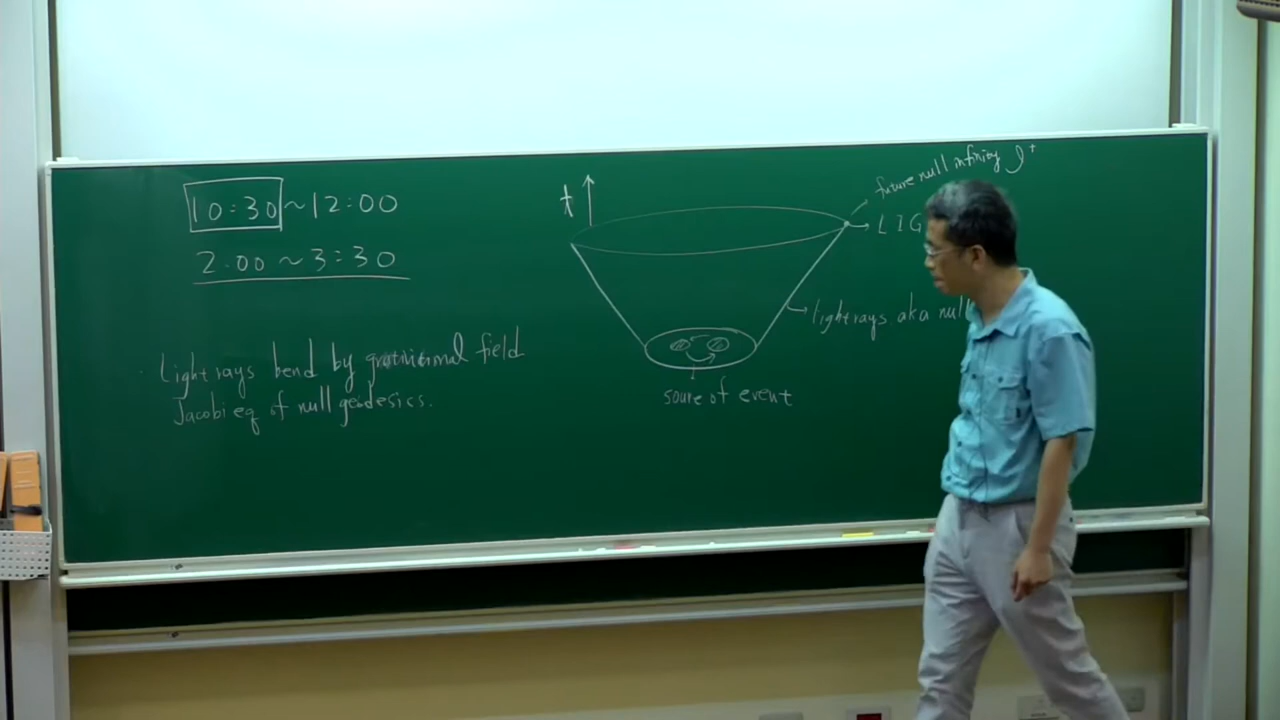 10:30 ~ 12:00
2.00 ~ 3:30
Light rays bend by gravitational field
Jacobi eq of null geodesics.
t
future null infinity 𝓘⁺
LIG
light rays aka null
soure of event